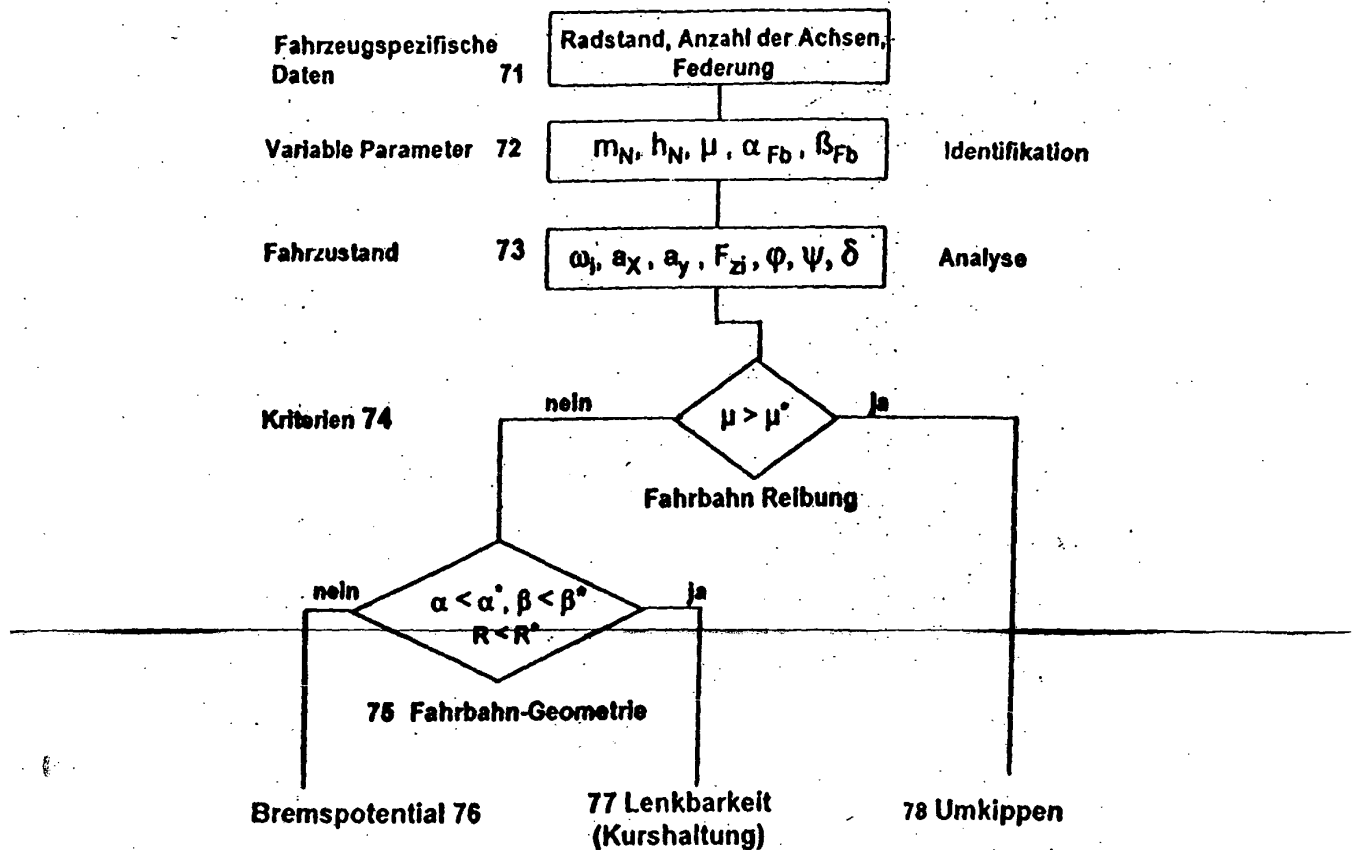 Fahrzeugspezifische
Daten 71
Radstand, Anzahl der Achsen,
Federung
Variable Parameter 72
m_N, h_N, μ, α_Fb, ß_Fb
Identifikation
Fahrzustand 73
ω_i, a_x, a_y, F_zi, φ, ψ, δ
Analyse
Kriterien 74
nein
μ > μ*
ja
Fahrbahn Reibung
nein
α < α*, β < β*
R < R*
ja
75 Fahrbahn-Geometrie
Bremspotential 76
77 Lenkbarkeit
(Kurshaltung)
78 Umkippen